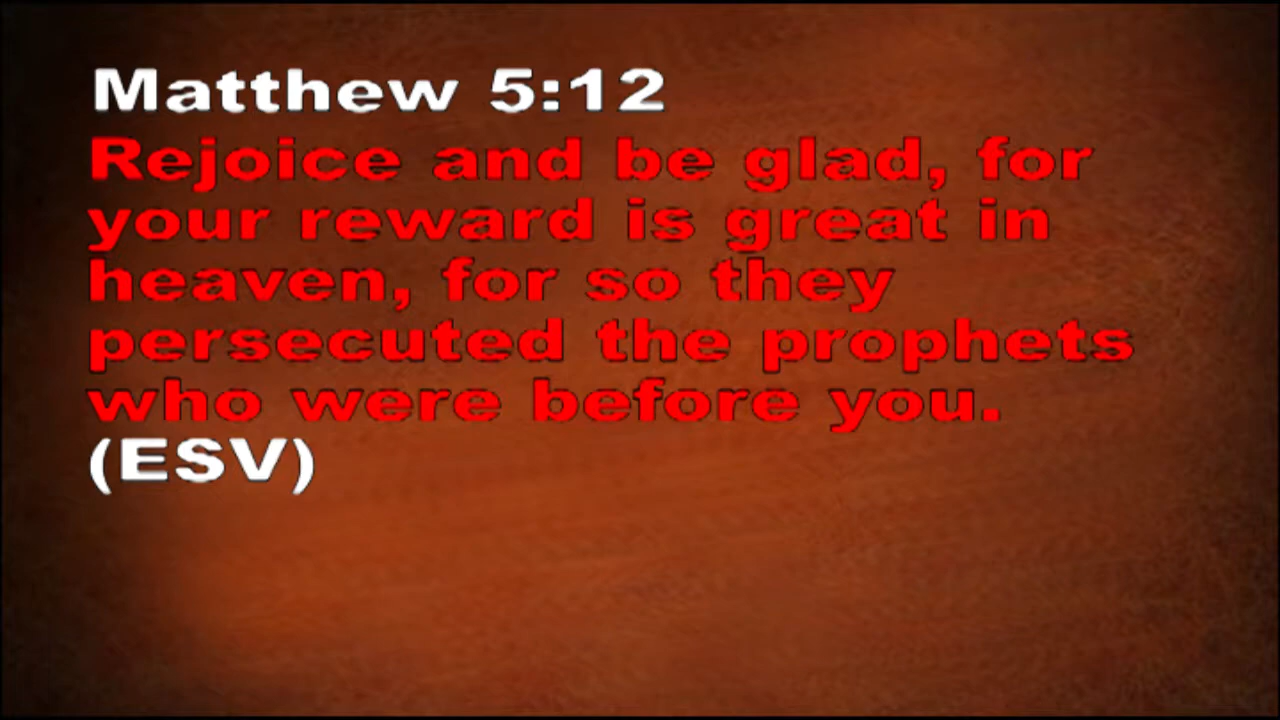 Matthew 5:12
Rejoice and be glad, for
your reward is great in
heaven, for so they
persecuted the prophets
who were before you.
(ESV)